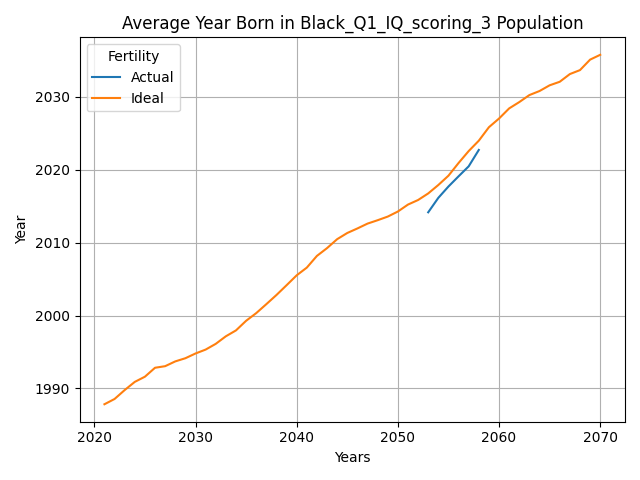 Average Year Born in Black_Q1_IQ_scoring_3 Population
Fertility
Actual
Ideal
2030
2020
2010
2000
1990
Year
2020 2030 2040 2050 2060 2070
Years